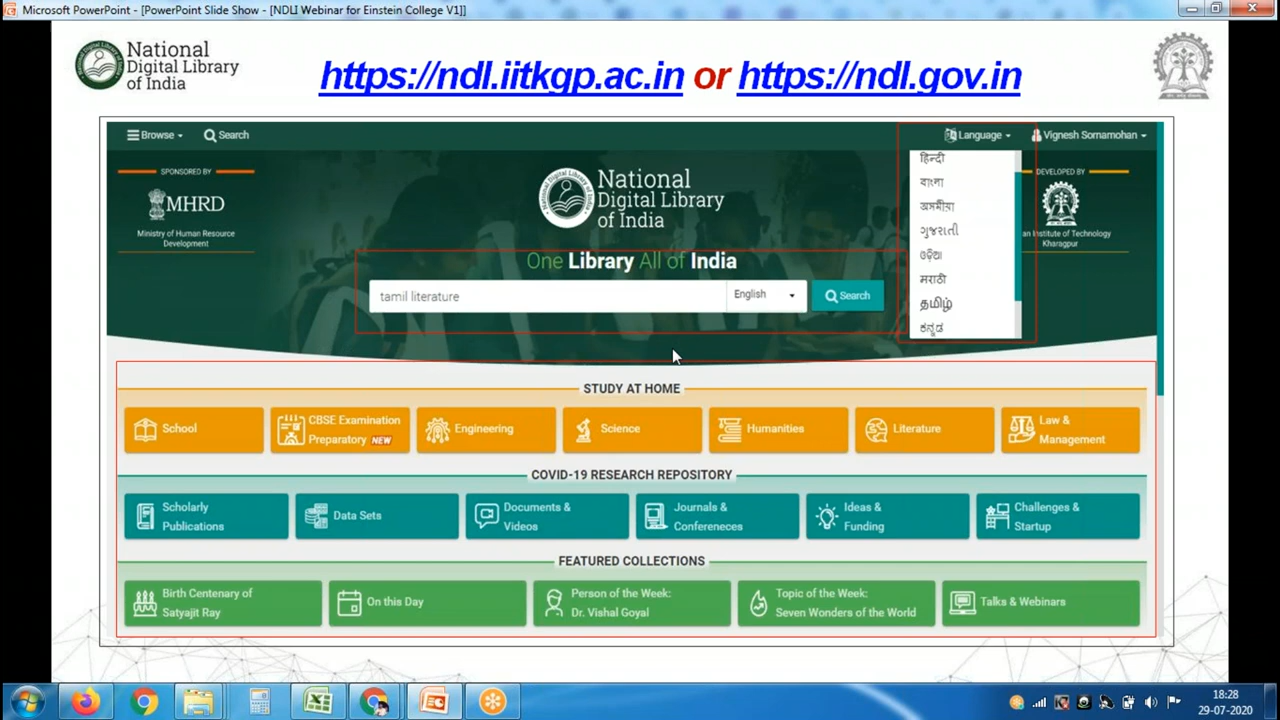 Microsoft PowerPoint - [PowerPoint Slide Show - [NDLI Webinar for Einstein College V1]]
National
Digital Library
of India
https://ndl.iitkgp.ac.in or https://ndl.gov.in
Browse
Search
Language
Vignesh Sornamohan
SPONSORED BY
MHRD
Ministry of Human Resource
Development
National
Digital Library
of India
हिन्दी
বাংলা
অসমীয়া
ગુજરાતી
ଓଡ଼ିଆ
मराठी
தமிழ்
ಕನ್ನಡ
DEVELOPED BY
an Institute of Technology
Kharagpur
One Library All of India
tamil literature
English
Search
STUDY AT HOME
School
CBSE Examination
Preparatory NEW
Engineering
Science
Humanities
Literature
Law &
Management
COVID-19 RESEARCH REPOSITORY
Scholarly
Publications
Data Sets
Documents &
Videos
Journals &
Confereneces
Ideas &
Funding
Challenges &
Startup
FEATURED COLLECTIONS
Birth Centenary of
Satyajit Ray
On this Day
Person of the Week:
Dr. Vishal Goyal
Topic of the Week:
Seven Wonders of the World
Talks & Webinars
18:28
29-07-2020